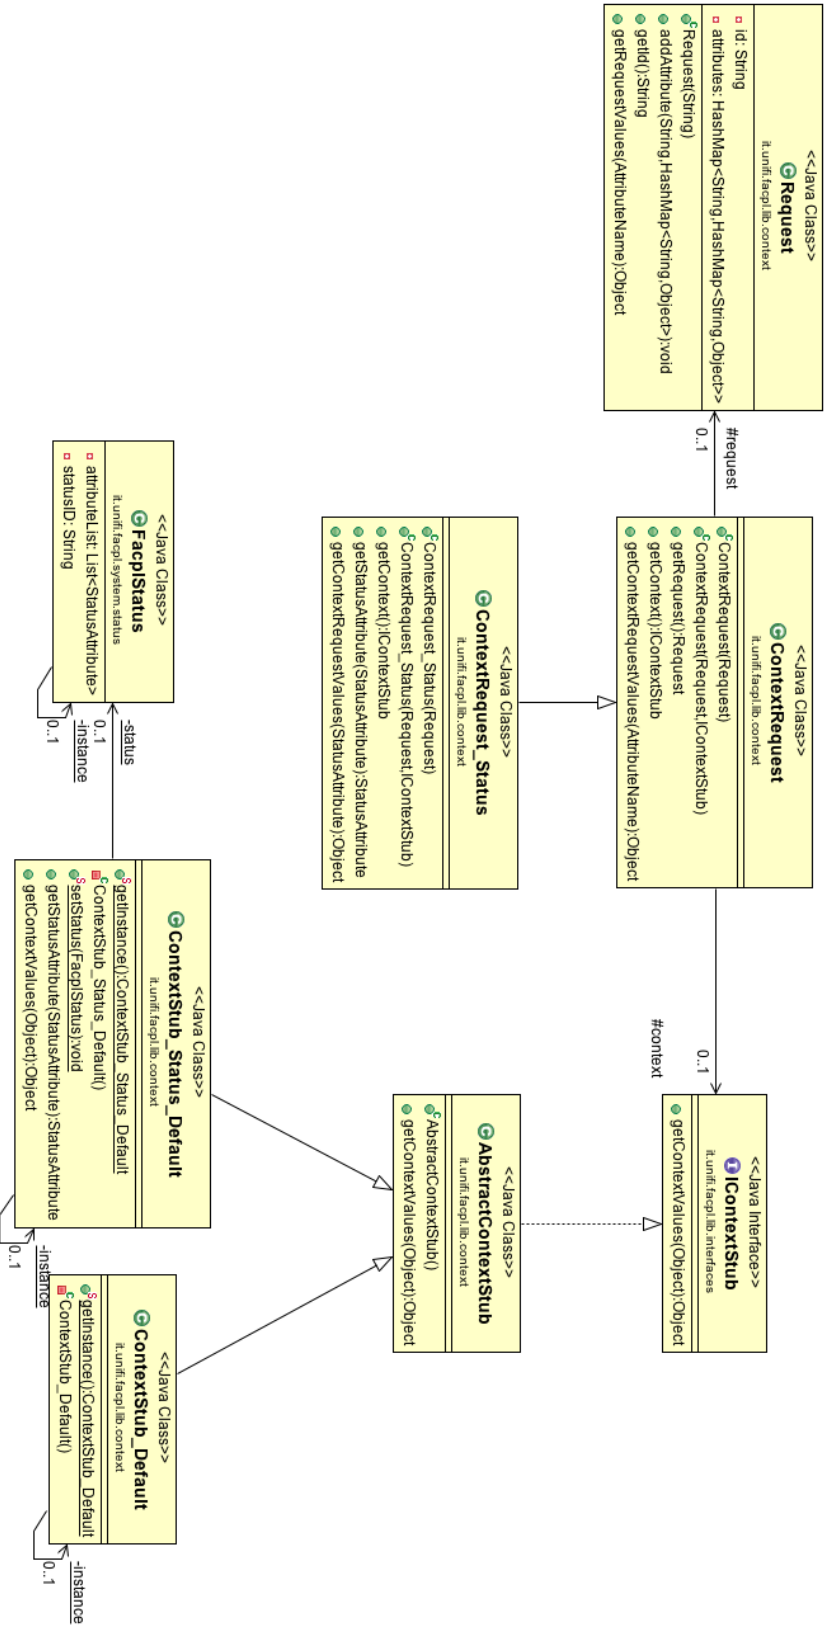 <<Java Class>>
Request
it.unifi.facpl.lib.context
id: String
attributes: HashMap<String,HashMap<String,Object>>
Request(String)
addAttribute(String,HashMap<String,Object>):void
getId():String
getRequestValues(AttributeName):Object
#request
0..1
<<Java Class>>
ContextRequest
it.unifi.facpl.lib.context
ContextRequest(Request)
ContextRequest(Request,IContextStub)
getRequest():Request
getContext():IContextStub
getContextRequestValues(AttributeName):Object
0..1
#context
<<Java Interface>>
IContextStub
it.unifi.facpl.lib.interfaces
getContextValues(Object):Object
<<Java Class>>
ContextRequest_Status
it.unifi.facpl.lib.context
ContextRequest_Status(Request)
ContextRequest_Status(Request,IContextStub)
getContext():IContextStub
getStatusAttribute(StatusAttribute):StatusAttribute
getContextRequestValues(StatusAttribute):Object
<<Java Class>>
AbstractContextStub
it.unifi.facpl.lib.context
AbstractContextStub()
getContextValues(Object):Object
<<Java Class>>
FacplStatus
it.unifi.facpl.system.status
attributeList: List<StatusAttribute>
statusID: String
-status
0..1
-instance
0..1
<<Java Class>>
ContextStub_Status_Default
it.unifi.facpl.lib.context
getInstance():ContextStub_Status_Default
ContextStub_Status_Default()
setStatus(FacplStatus):void
getStatusAttribute(StatusAttribute):StatusAttribute
getContextValues(Object):Object
-instance
0..1
<<Java Class>>
ContextStub_Default
it.unifi.facpl.lib.context
getInstance():ContextStub_Default
ContextStub_Default()
-instance
0..1